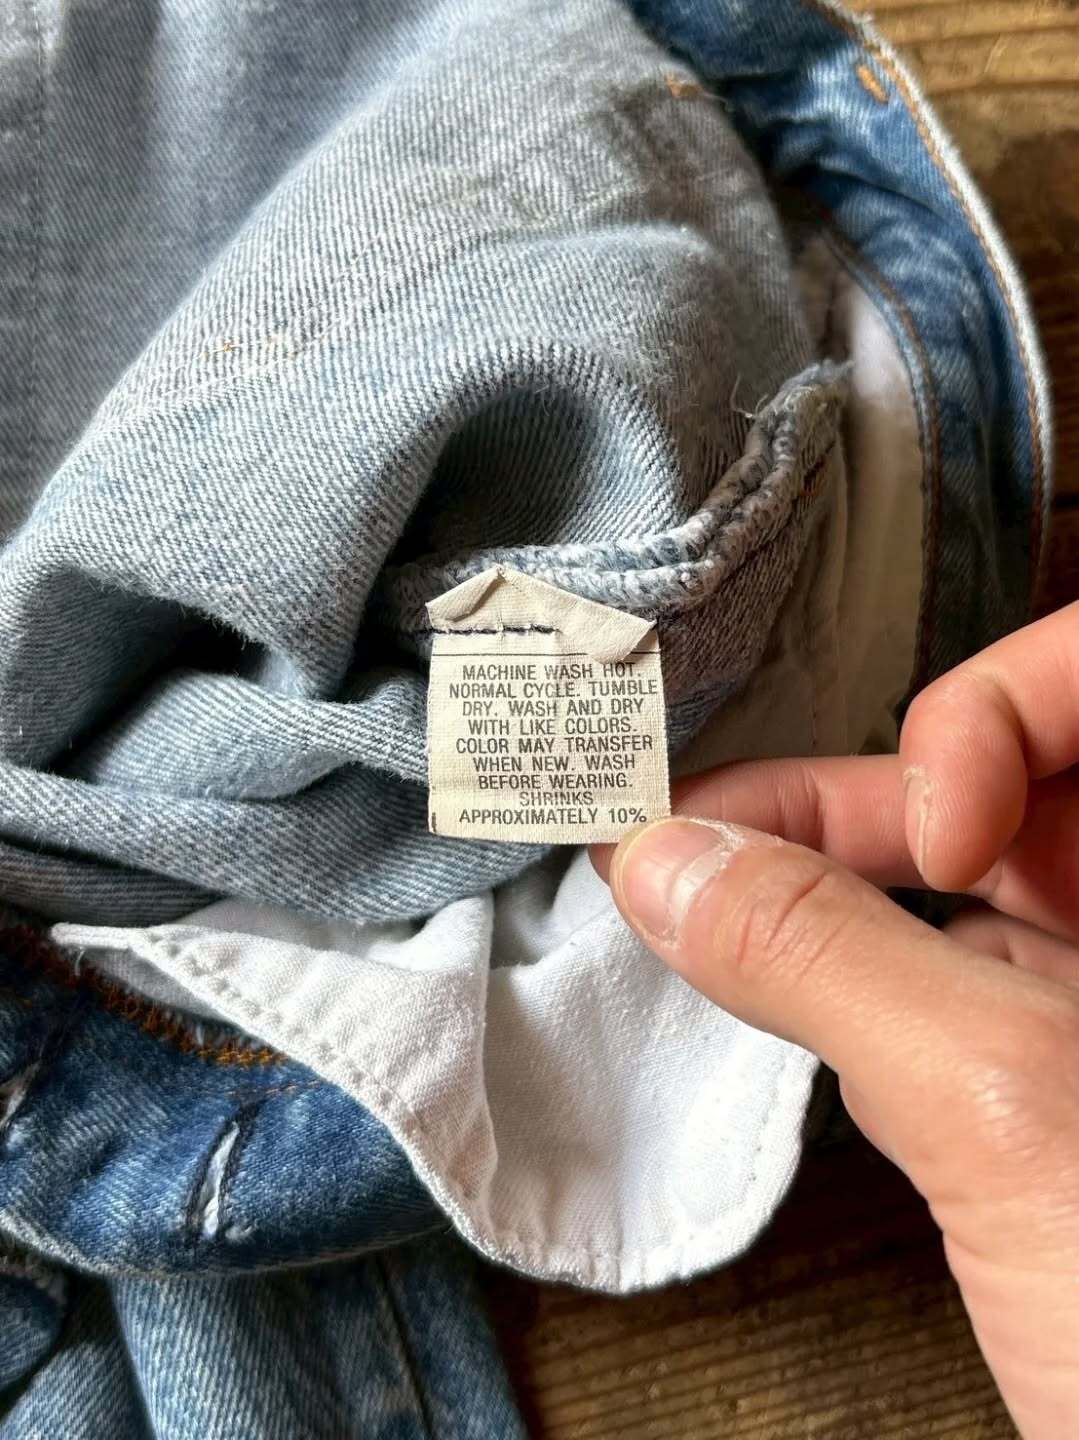 MACHINE WASH HOT.
NORMAL CYCLE. TUMBLE
DRY. WASH AND DRY
WITH LIKE COLORS.
COLOR MAY TRANSFER
WHEN NEW. WASH
BEFORE WEARING.
SHRINKS
APPROXIMATELY 10%